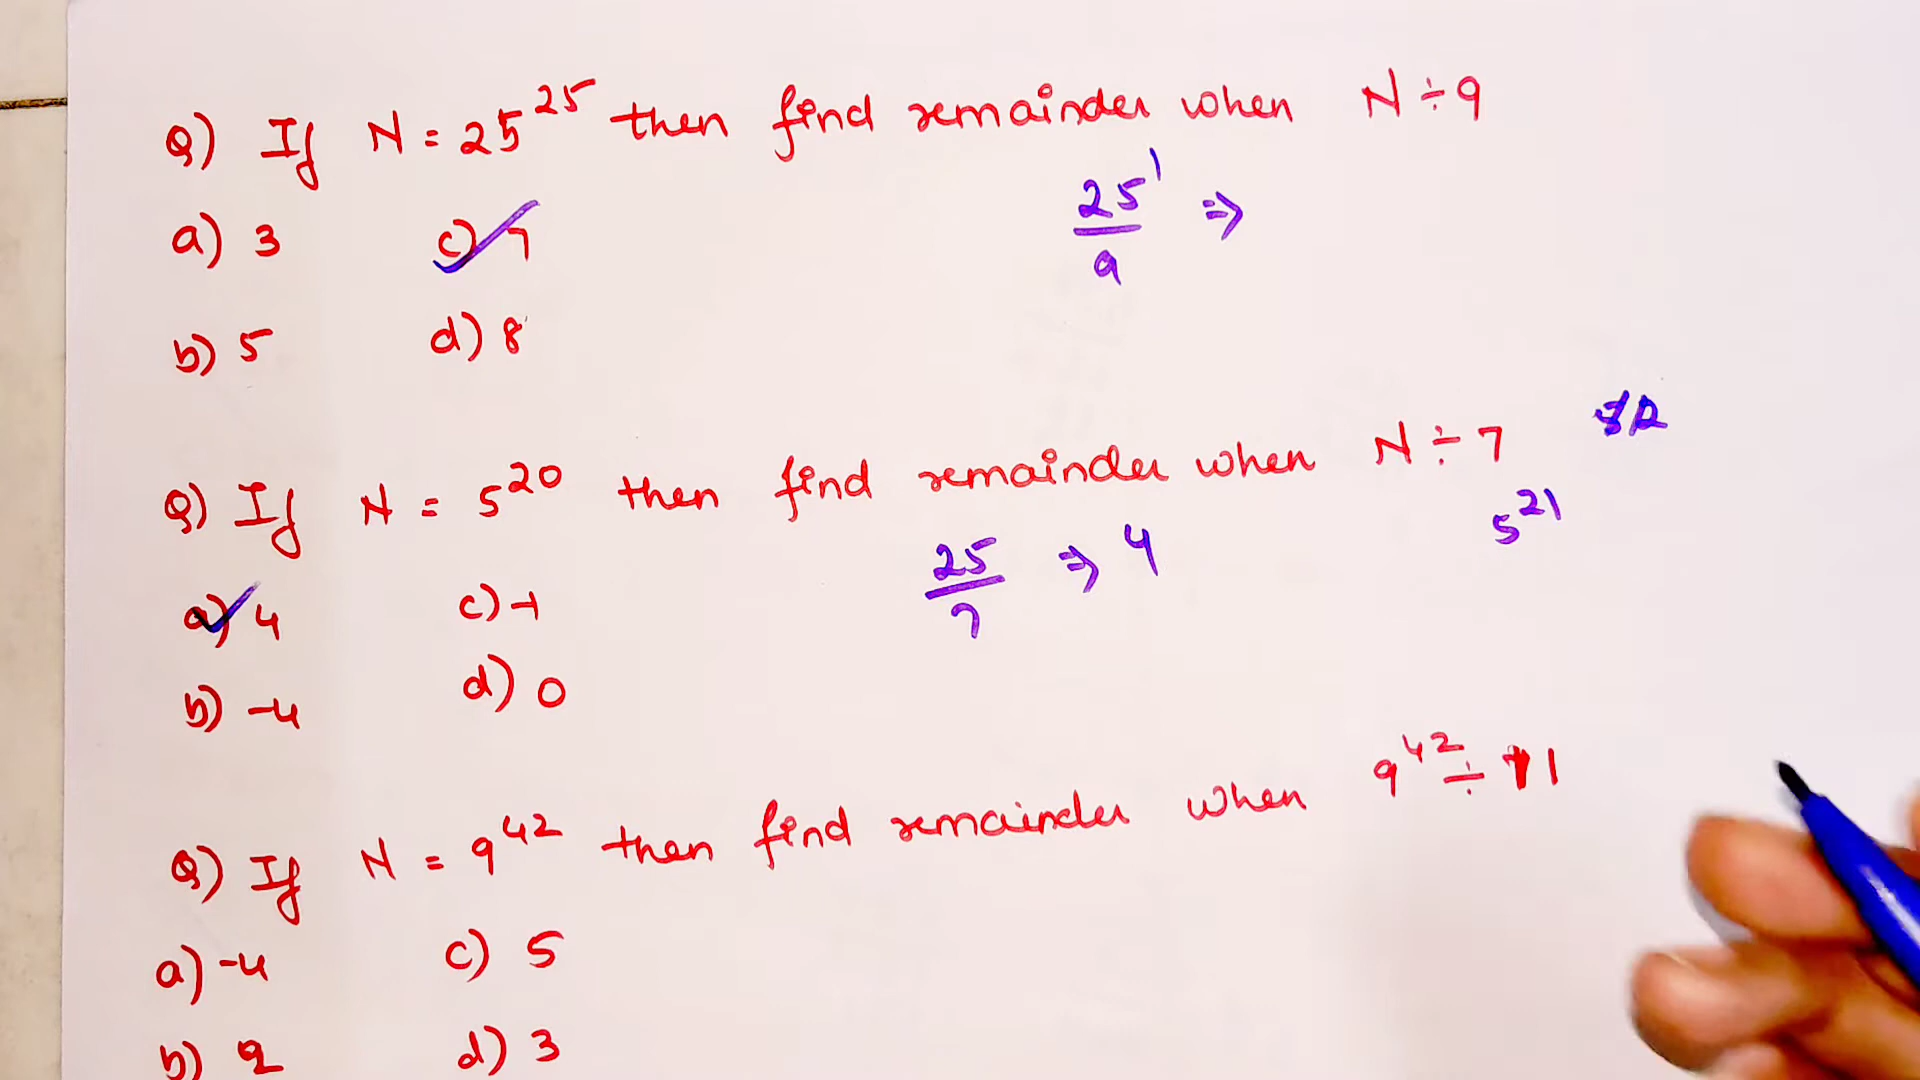 Q) If N = 25^25 then find remainder when N ÷ 9
25^1 / 9 ⇒
a) 3 c) 7
b) 5 d) 8
Q) If N = 5^20 then find remainder when N ÷ 7
5^21
25 / 7 ⇒ 4
a) 4 c) -1
b) -4 d) 0
Q) If N = 9^42 then find remainder when 9^42 ÷ 11
a) -4 c) 5
b) 2 d) 3